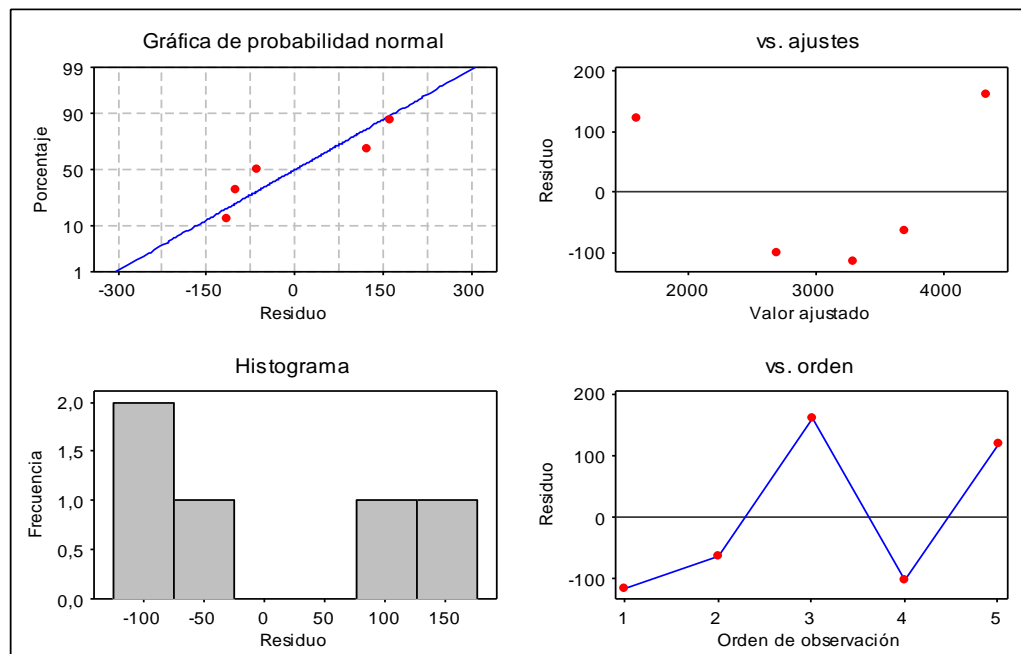 Gráfica de probabilidad normal
99
90
50
10
1
Porcentaje
-300 -150 0 150 300
Residuo
vs. ajustes
200
100
0
-100
Residuo
2000 3000 4000
Valor ajustado
Histograma
2,0
1,5
1,0
0,5
0,0
Frecuencia
-100 -50 0 50 100 150
Residuo
vs. orden
200
100
0
-100
Residuo
1 2 3 4 5
Orden de observación